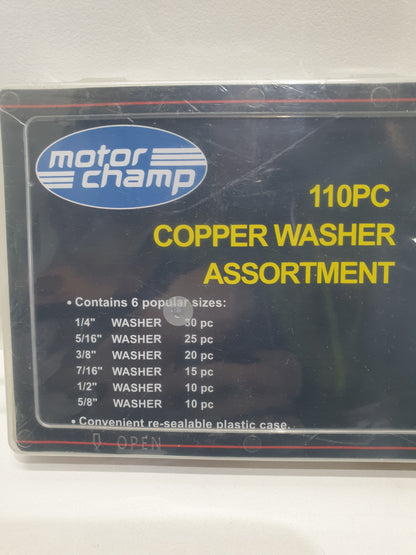 motor
champ
110PC
COPPER WASHER
ASSORTMENT
• Contains 6 popular sizes:
1/4" WASHER 30 pc
5/16" WASHER 25 pc
3/8" WASHER 20 pc
7/16" WASHER 15 pc
1/2" WASHER 10 pc
5/8" WASHER 10 pc
• Convenient re-sealable plastic case.
OPEN